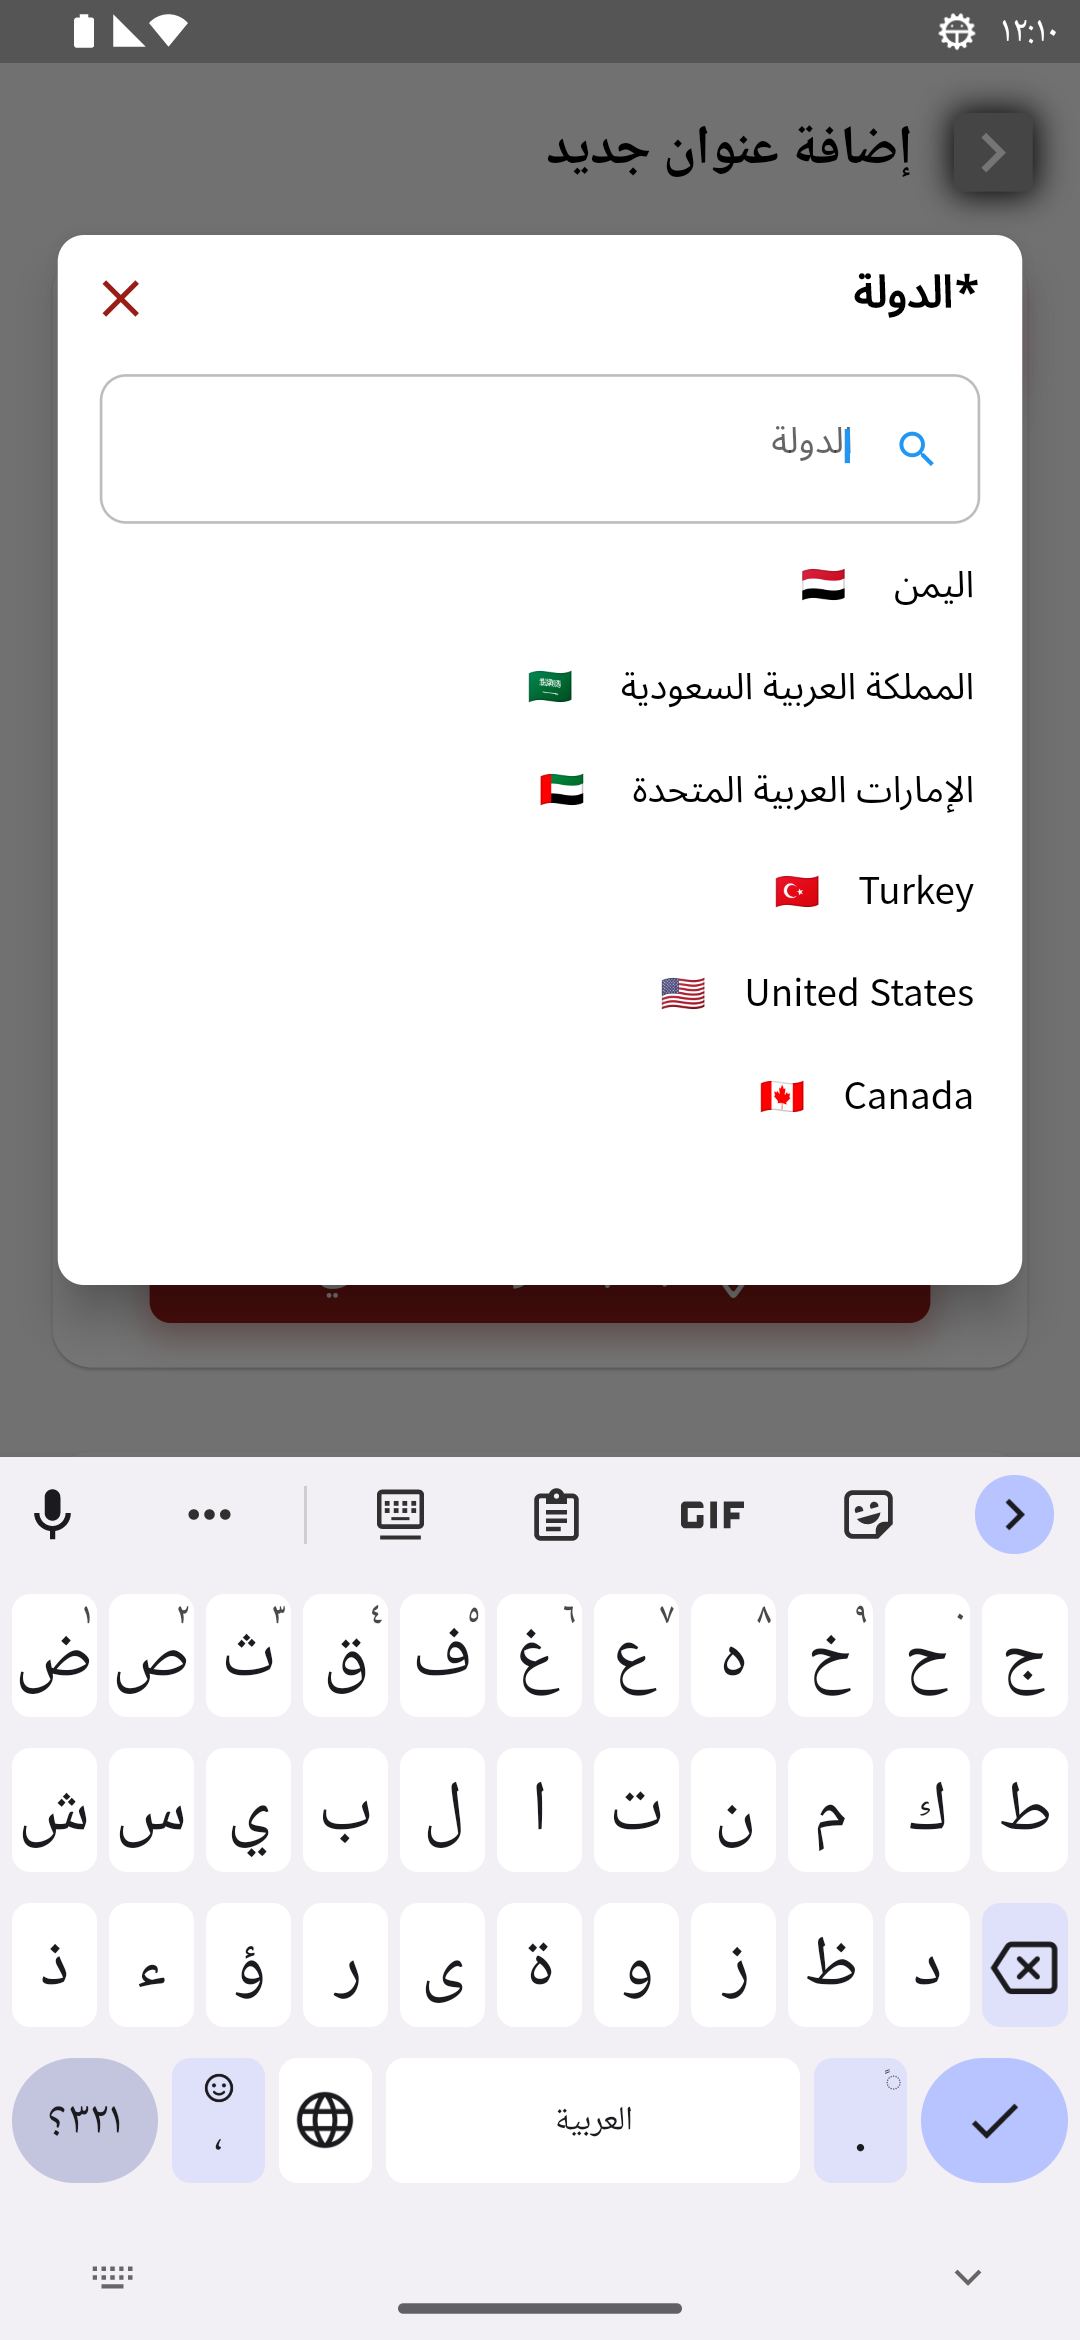 ١٢:١٠
إضافة عنوان جديد
*الدولة
الدولة
اليمن
المملكة العربية السعودية
الإمارات العربية المتحدة
Turkey
United States
Canada
GIF
ض ١ ص ٢ ث ٣ ق ٤ ف ٥ غ ٦ ع ٧ ه ٨ خ ٩ ح ٠ ج
ش س ي ب ل ا ت ن م ك ط
ذ ء ؤ ر ى ة و ز ظ د
٣٢١؟ ، العربية .